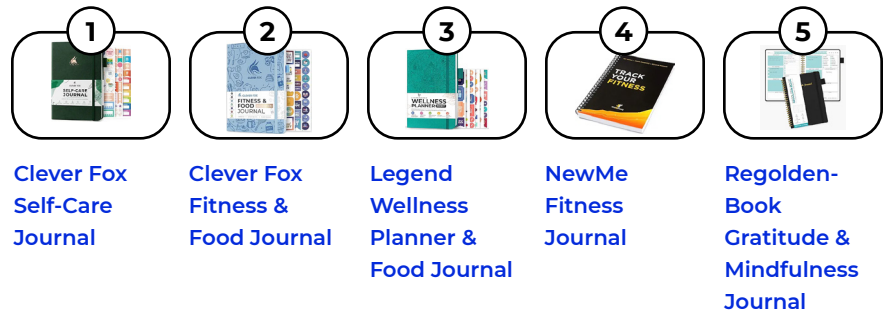 1
2
3
4
5
SELF-CARE
JOURNAL
FITNESS &
FOOD
JOURNAL
WELLNESS
PLANNER
TRACK
YOUR
FITNESS
Clever Fox
Self-Care
Journal
Clever Fox
Fitness &
Food Journal
Legend
Wellness
Planner &
Food Journal
NewMe
Fitness
Journal
Regolden-
Book
Gratitude &
Mindfulness
Journal